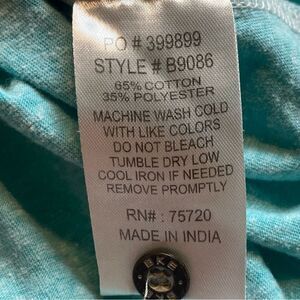 PO # 399899
STYLE # B9086
65% COTTON
35% POLYESTER
MACHINE WASH COLD
WITH LIKE COLORS
DO NOT BLEACH
TUMBLE DRY LOW
COOL IRON IF NEEDED
REMOVE PROMPTLY
RN# : 75720
MADE IN INDIA